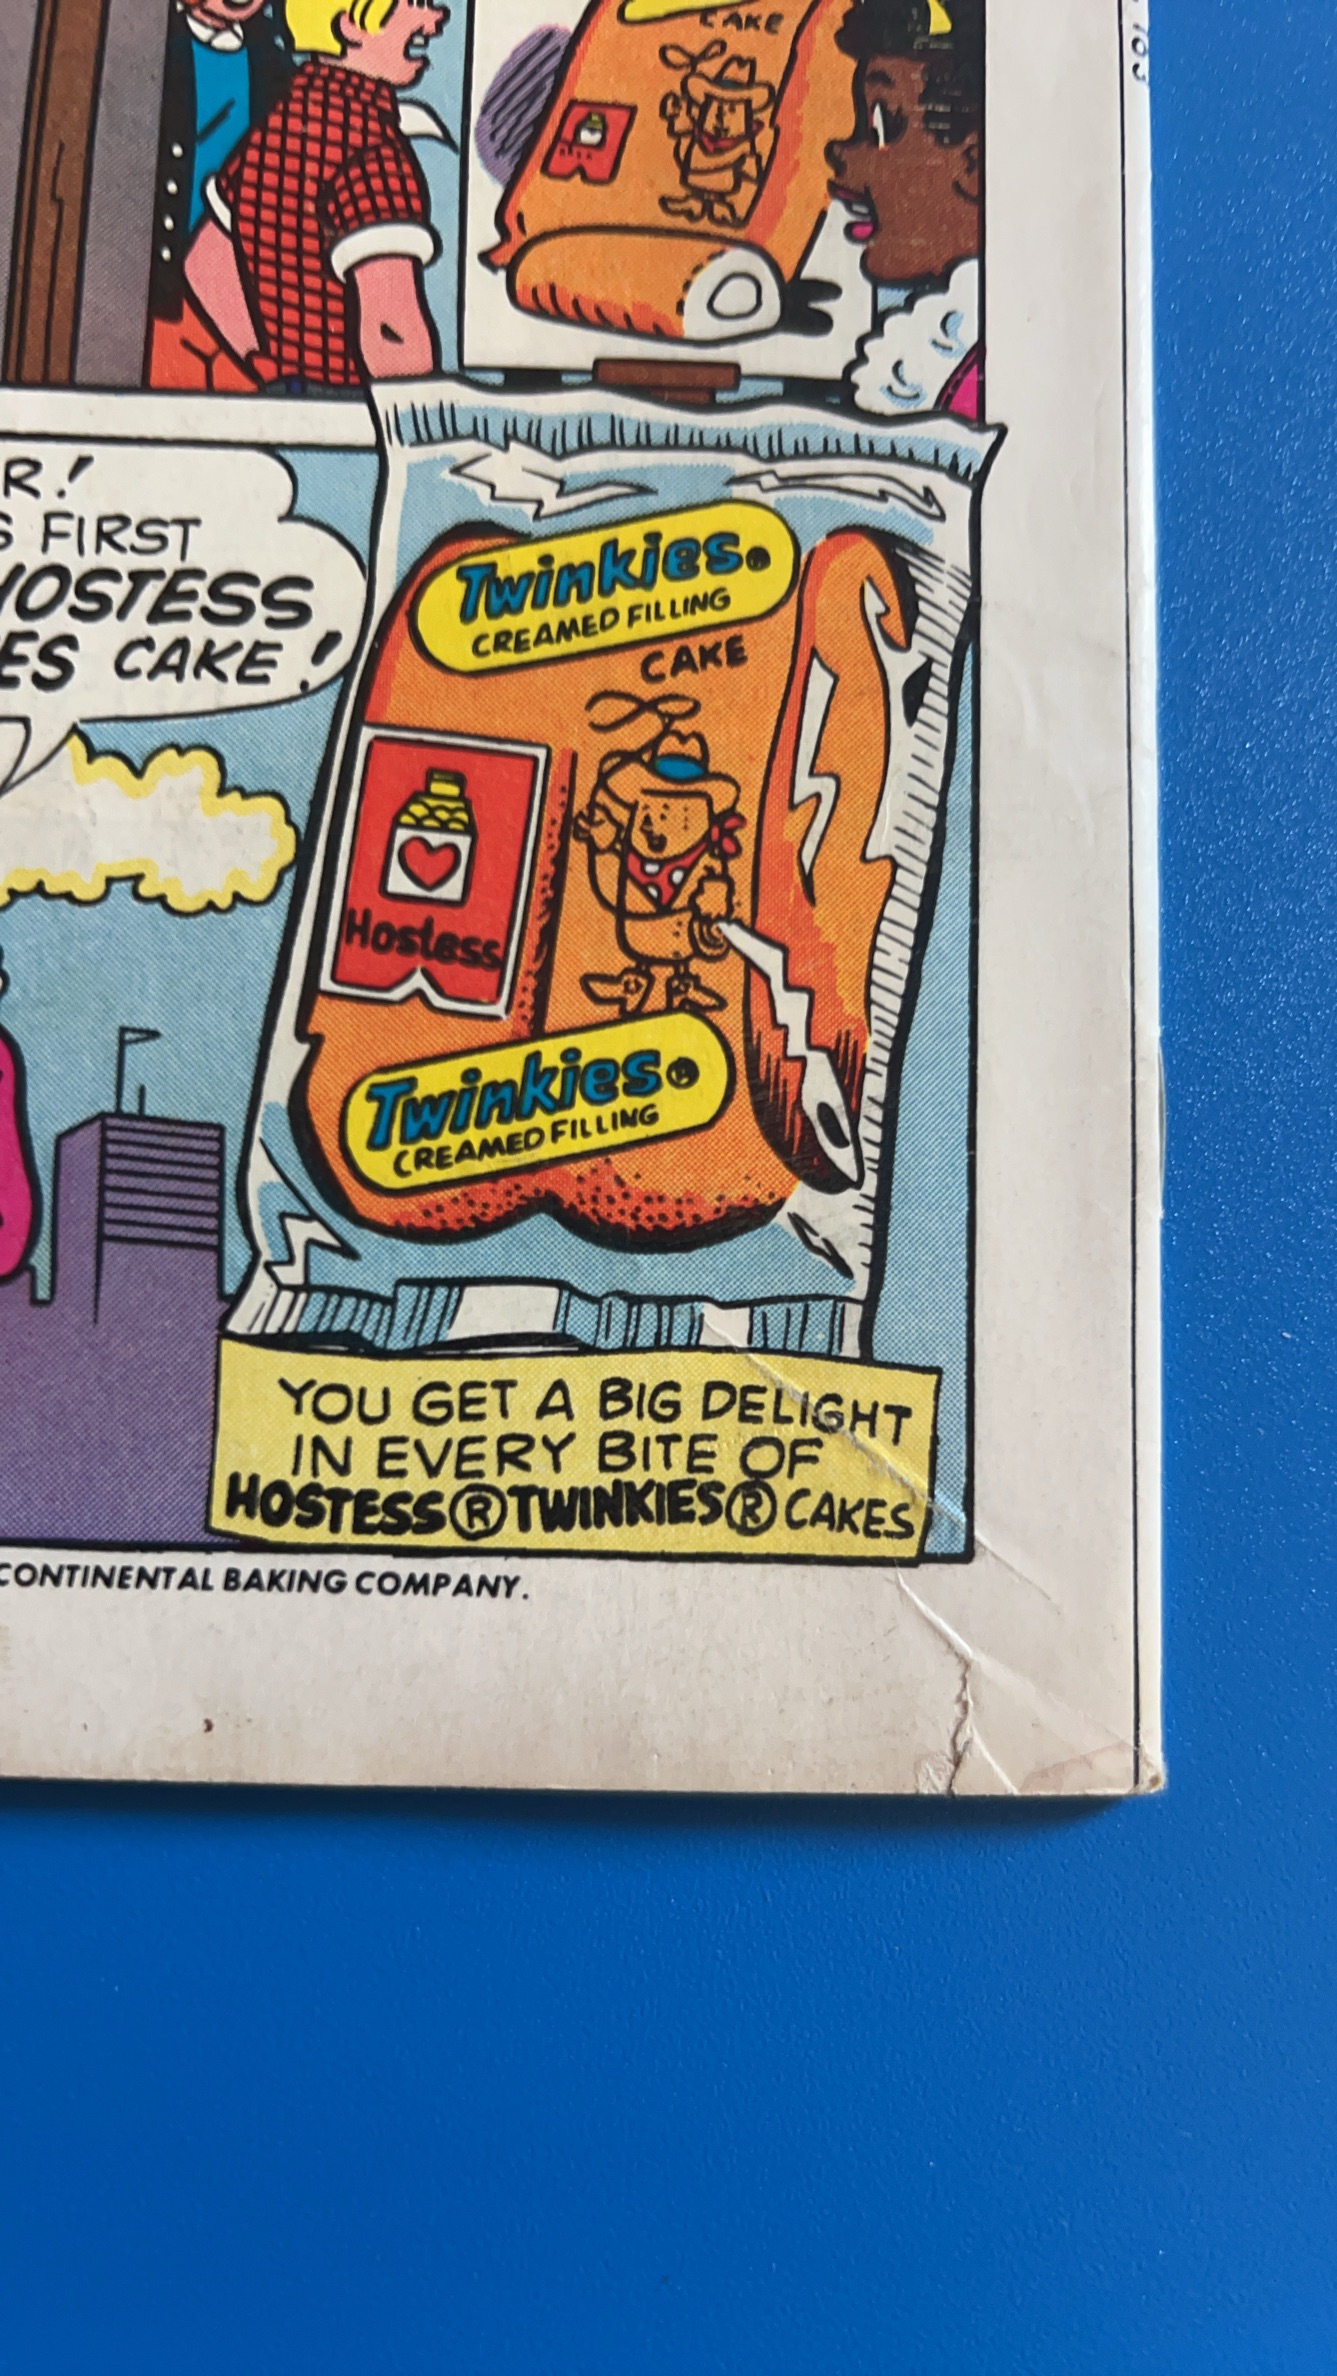 CAKE
103
R!
S FIRST
HOSTESS
ES CAKE!
Twinkies®
CREAMED FILLING
CAKE
Hostess
Twinkies®
CREAMED FILLING
YOU GET A BIG DELIGHT
IN EVERY BITE OF
HOSTESS® TWINKIES® CAKES
CONTINENTAL BAKING COMPANY.